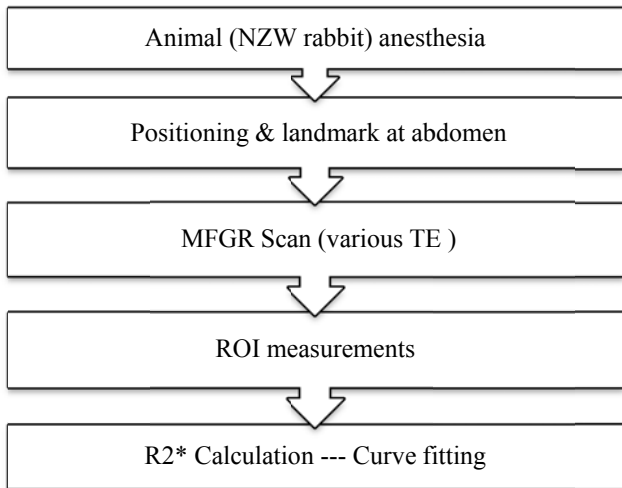 Animal (NZW rabbit) anesthesia
Positioning & landmark at abdomen
MFGR Scan (various TE )
ROI measurements
R2* Calculation --- Curve fitting